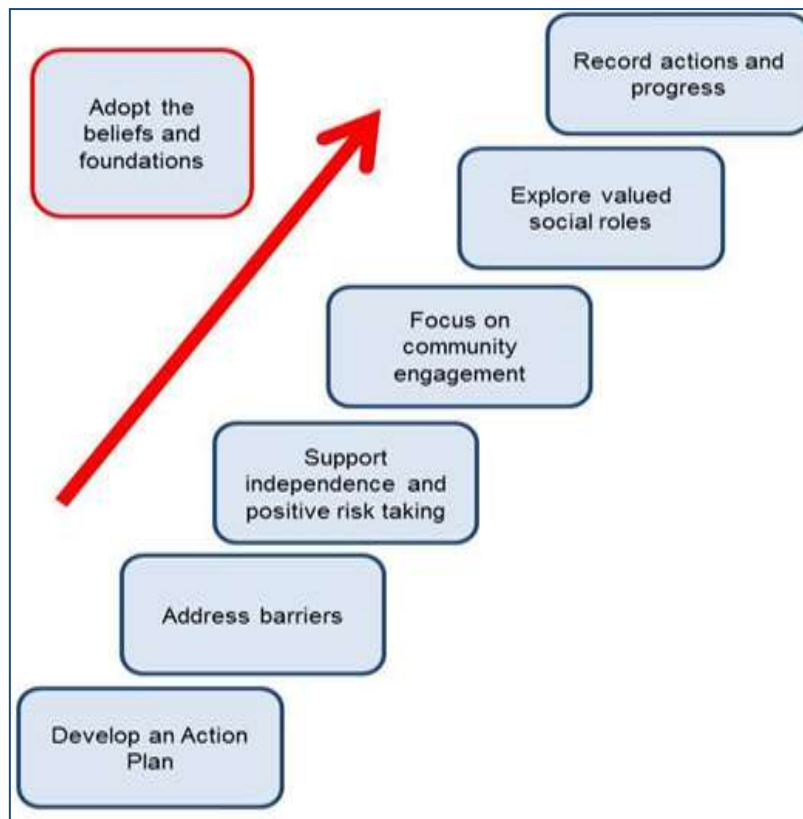 Record actions and
progress
Adopt the
beliefs and
foundations
Explore valued
social roles
Focus on
community
engagement
Support
independence and
positive risk taking
Address barriers
Develop an Action
Plan